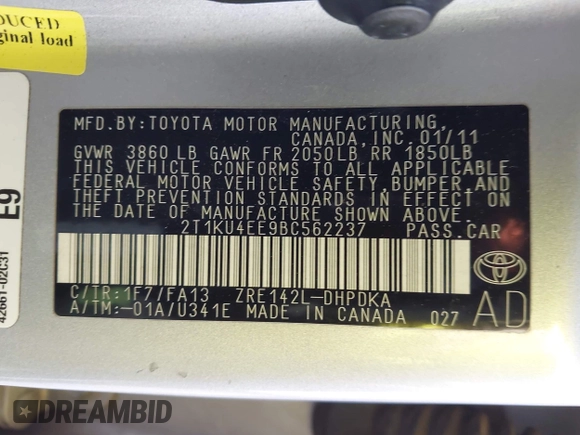 DUCED
ginal load
E9
42661-02C31
MFD.BY:TOYOTA MOTOR MANUFACTURING,
CANADA,INC. 01/11
GVWR 3860 LB GAWR FR 2050LB RR 1850LB
THIS VEHICLE CONFORMS TO ALL APPLICABLE
FEDERAL MOTOR VEHICLE SAFETY,BUMPER,AND
THEFT PREVENTION STANDARDS IN EFFECT ON
THE DATE OF MANUFACTURE SHOWN ABOVE.
2T1KU4EE9BC562237 PASS.CAR
C/TR:1F7/FA13 ZRE142L-DHPDKA
A/TM:-01A/U341E MADE IN CANADA 027
AD
DREAMBID